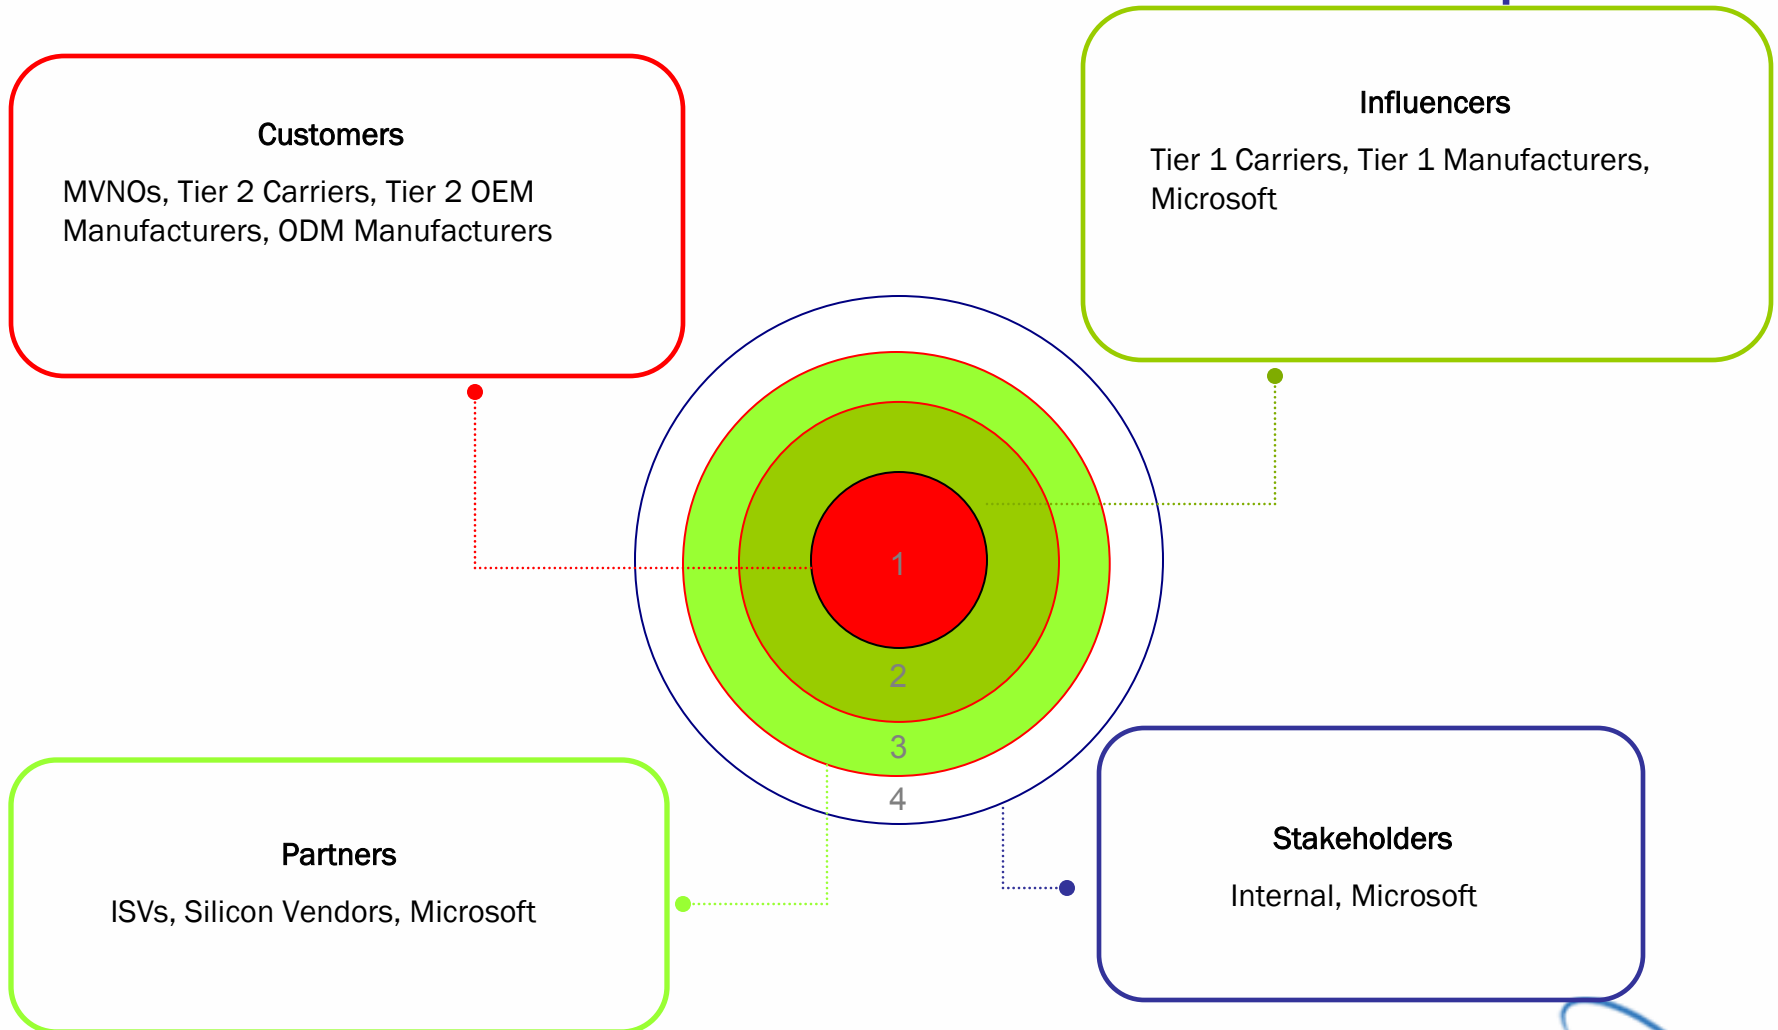 Customers
MVNOs, Tier 2 Carriers, Tier 2 OEM
Manufacturers, ODM Manufacturers
Influencers
Tier 1 Carriers, Tier 1 Manufacturers,
Microsoft
1
2
3
4
Partners
ISVs, Silicon Vendors, Microsoft
Stakeholders
Internal, Microsoft